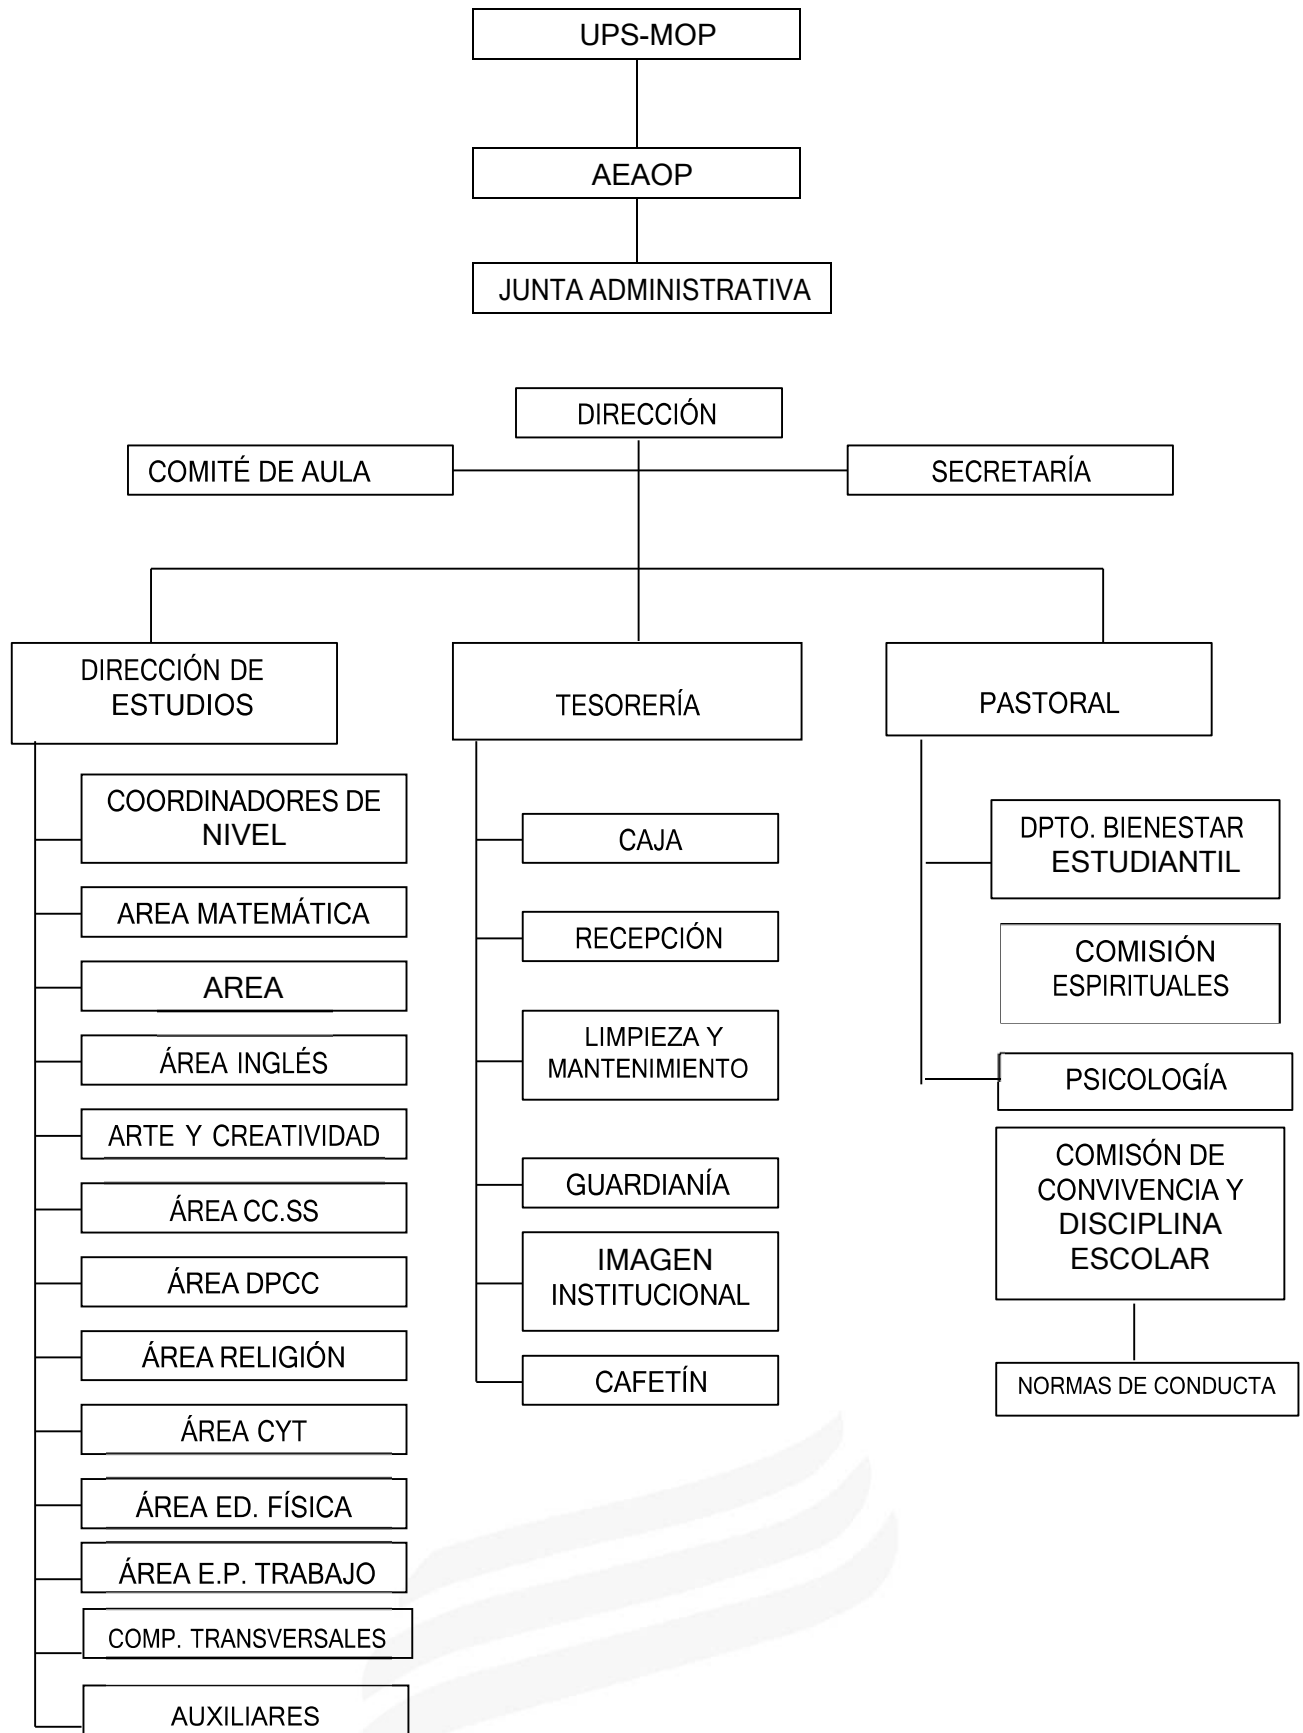 UPS-MOP
AEAOP
JUNTA ADMINISTRATIVA
DIRECCIÓN
COMITÉ DE AULA
SECRETARÍA
DIRECCIÓN DE
ESTUDIOS
COORDINADORES DE
NIVEL
AREA MATEMÁTICA
AREA
ÁREA INGLÉS
ARTE Y CREATIVIDAD
ÁREA CC.SS
ÁREA DPCC
ÁREA RELIGIÓN
ÁREA CYT
ÁREA ED. FÍSICA
ÁREA E.P. TRABAJO
COMP. TRANSVERSALES
AUXILIARES
TESORERÍA
CAJA
RECEPCIÓN
LIMPIEZA Y
MANTENIMIENTO
GUARDIANÍA
IMAGEN
INSTITUCIONAL
CAFETÍN
PASTORAL
DPTO. BIENESTAR
ESTUDIANTIL
COMISIÓN
ESPIRITUALES
PSICOLOGÍA
COMISÓN DE
CONVIVENCIA Y
DISCIPLINA
ESCOLAR
NORMAS DE CONDUCTA